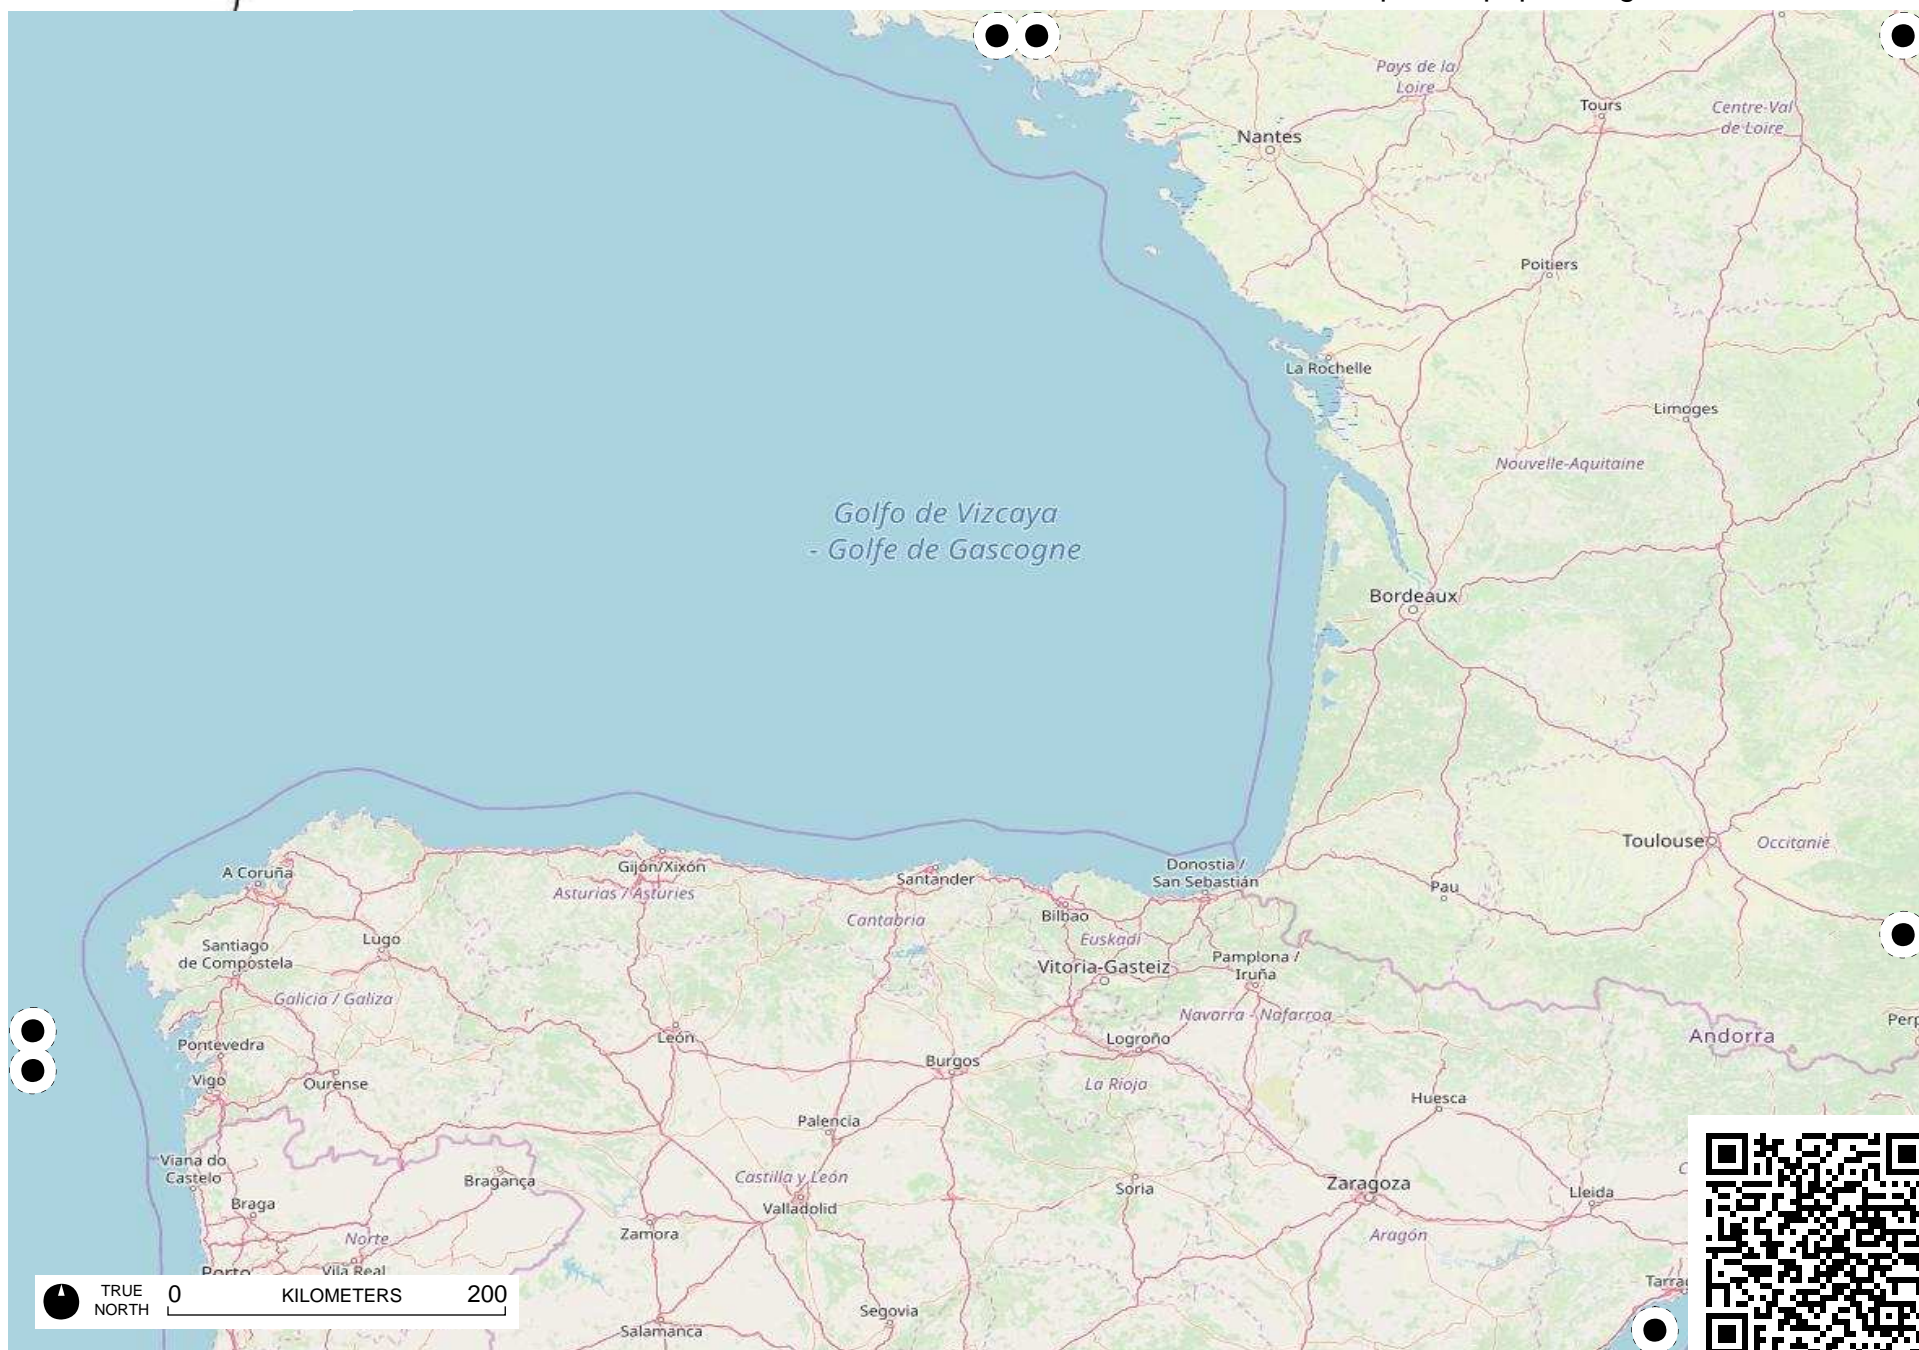 Pays de la
Loire
Tours
Centre-Val
de Loire
Nantes
Poitiers
La Rochelle
Limoges
Nouvelle-Aquitaine
Golfo de Vizcaya
- Golfe de Gascogne
Bordeaux
Toulouse
Occitanie
A Coruña
Gijón/Xixón
Asturias / Asturies
Santander
Donostia /
San Sebastián
Pau
Cantabria
Bilbao
Euskadi
Santiago
de Compostela
Lugo
Vitoria-Gasteiz
Pamplona /
Iruña
Galicia / Galiza
Navarra - Nafarroa
Andorra
Perp
Pontevedra
León
Logroño
Vigo
Ourense
Burgos
La Rioja
Huesca
Palencia
Viana do
Castelo
Bragança
Castilla y León
Soria
Zaragoza
Lleida
Braga
Valladolid
Zamora
Aragón
Norte
Porto
Vila Real
Tarrag
TRUE
NORTH
0 KILOMETERS 200
Segovia
Salamanca